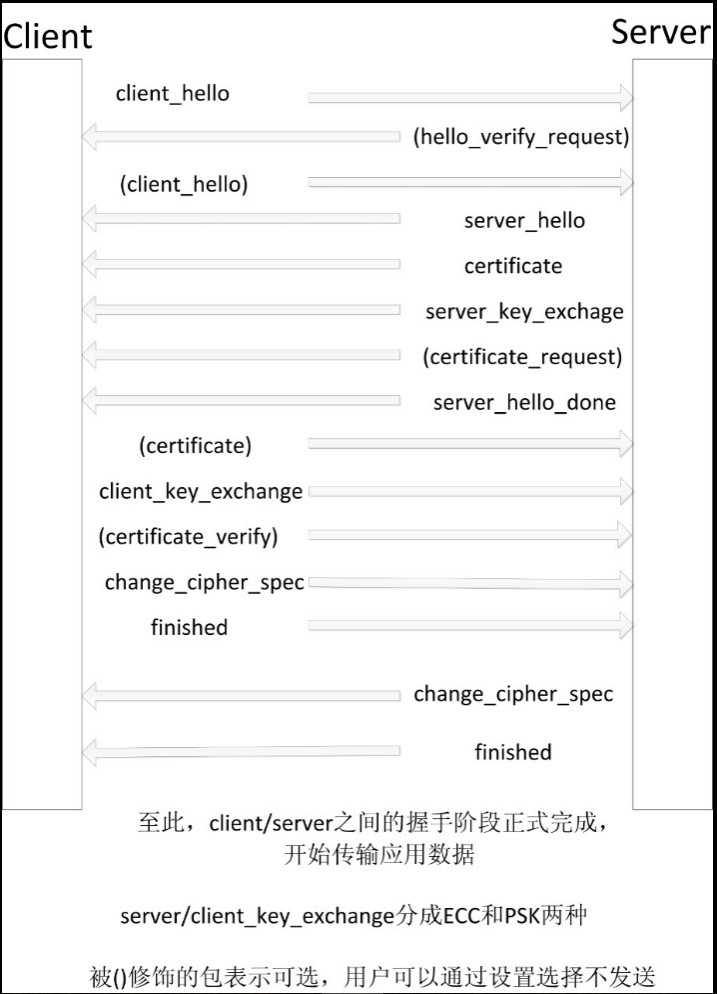 Client Server
client_hello
(hello_verify_request)
(client_hello)
server_hello
certificate
server_key_exchage
(certificate_request)
server_hello_done
(certificate)
client_key_exchange
(certificate_verify)
change_cipher_spec
finished
change_cipher_spec
finished
至此，client/server之间的握手阶段正式完成，
开始传输应用数据
server/client_key_exchange分成ECC和PSK两种
被()修饰的包表示可选，用户可以通过设置选择不发送